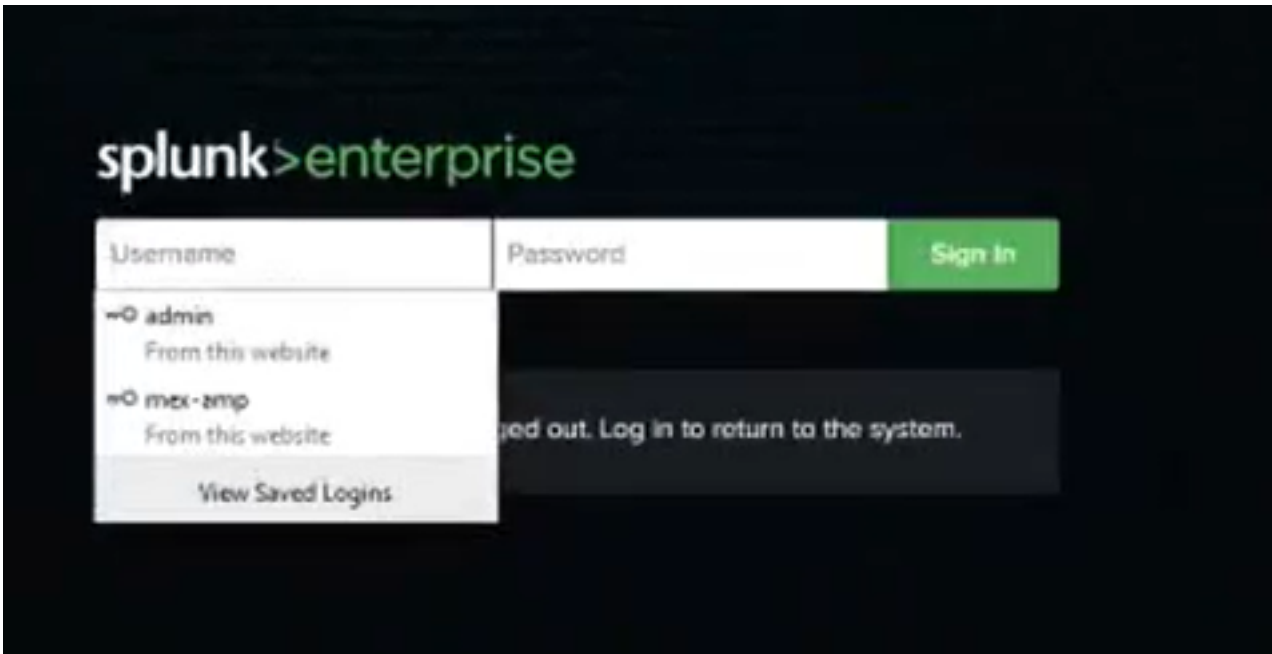 splunk>enterprise
Username
Password
Sign In
admin
From this website
mex-amp
From this website
ged out. Log in to return to the system.
View Saved Logins